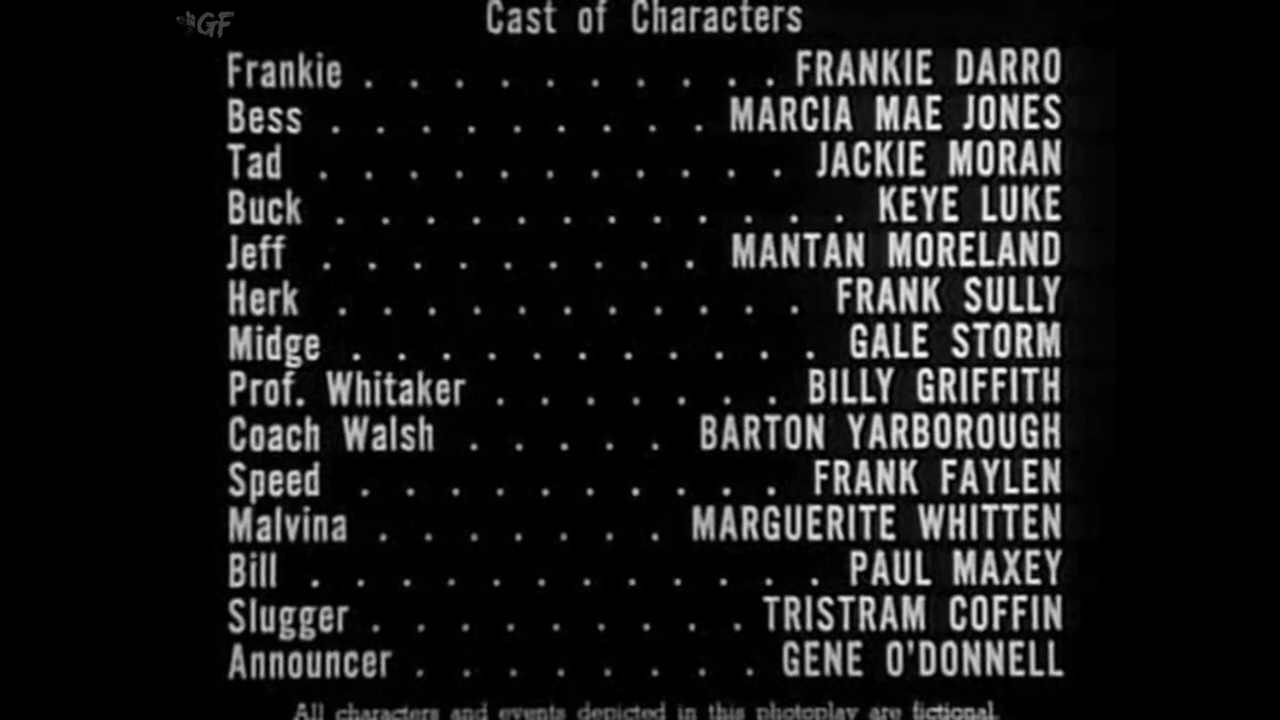 GF
Cast of Characters
Frankie . . . . . . . . . . FRANKIE DARRO
Bess . . . . . . . . . MARCIA MAE JONES
Tad . . . . . . . . . . . JACKIE MORAN
Buck . . . . . . . . . . . . KEYE LUKE
Jeff . . . . . . . . . MANTAN MORELAND
Herk . . . . . . . . . . . FRANK SULLY
Midge . . . . . . . . . . . GALE STORM
Prof. Whitaker . . . . . . . BILLY GRIFFITH
Coach Walsh . . . . . BARTON YARBOROUGH
Speed . . . . . . . . . . FRANK FAYLEN
Malvina . . . . . . . MARGUERITE WHITTEN
Bill . . . . . . . . . . . . PAUL MAXEY
Slugger . . . . . . . . . TRISTRAM COFFIN
Announcer . . . . . . . . GENE O'DONNELL
All characters and events depicted in this photoplay are fictional.